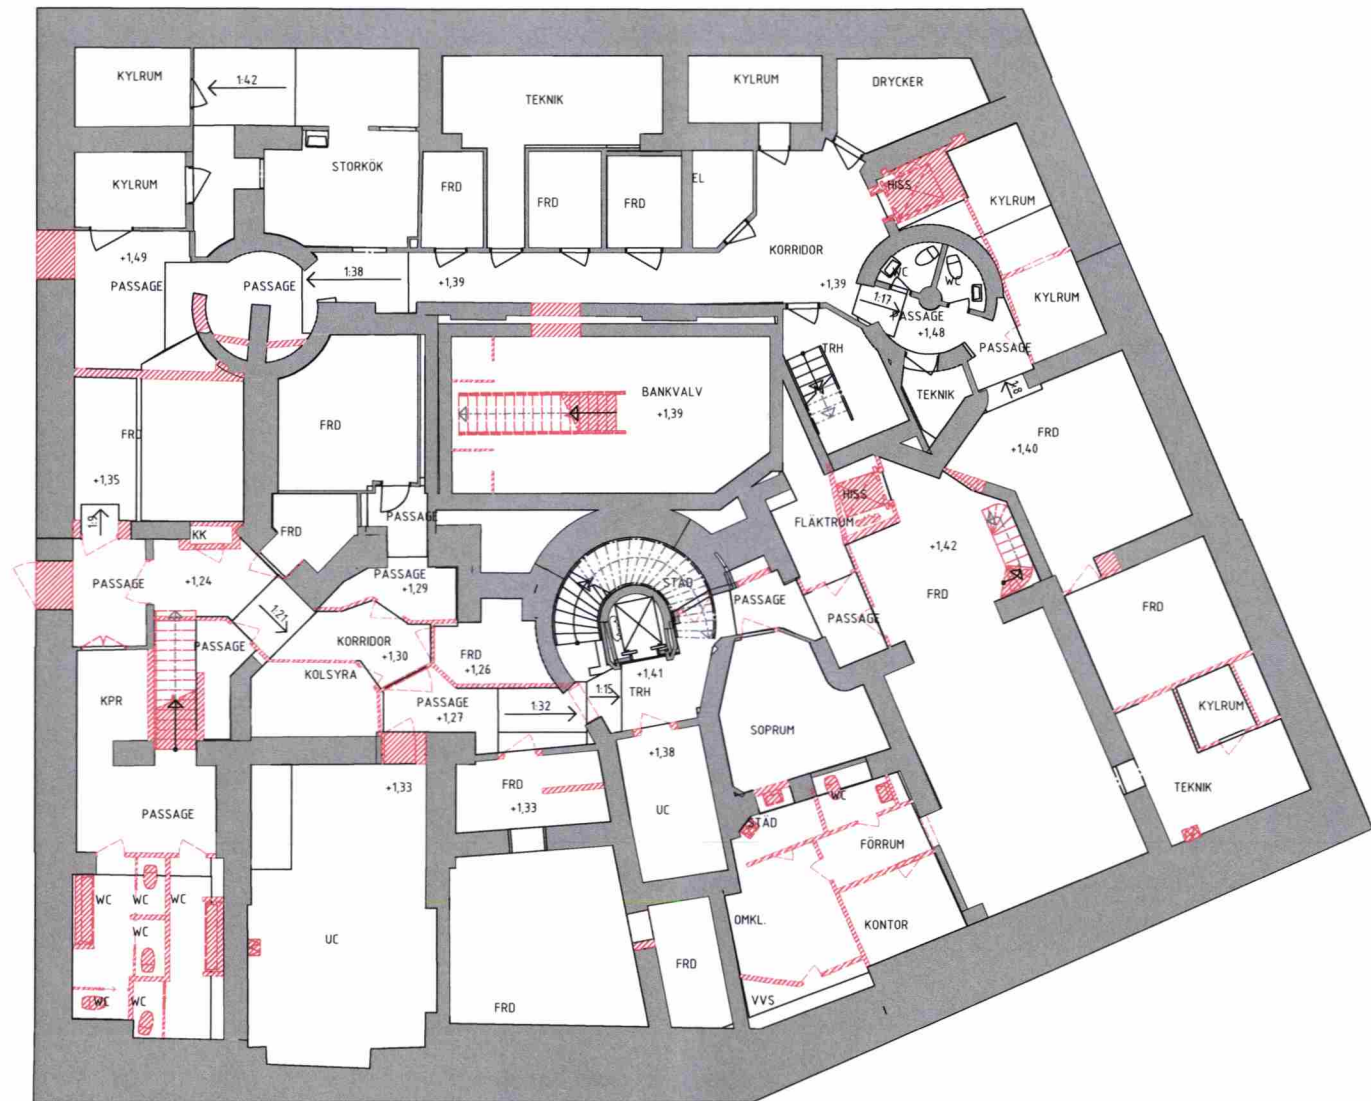 KYLRUM
1:42
TEKNIK
KYLRUM
DRYCKER
KYLRUM
STORKÖK
FRD
FRD
FRD
EL
HISS
KYLRUM
KORRIDOR
+1,49
PASSAGE
PASSAGE
1:38
+1,39
+1,39
WC
WC
KYLRUM
1:17
PASSAGE
+1,48
PASSAGE
TRH
BANKVALV
+1,39
TEKNIK
1:8
FRD
FRD
FRD
+1,40
+1,35
1:9
KK
FRD
PASSAGE
HISS
FLÄKTRUM
+1,42
FRD
PASSAGE
+1,24
PASSAGE
+1,29
STÄD
PASSAGE
PASSAGE
FRD
1:21
PASSAGE
KORRIDOR
+1,30
FRD
+1,26
KOLSYRA
+1,41
TRH
1:15
KPR
PASSAGE
+1,27
1:32
KYLRUM
SOPRUM
+1,38
+1,33
FRD
+1,33
UC
TEKNIK
PASSAGE
WC
STÄD
FÖRRUM
WC
WC
WC
WC
OMKL.
KONTOR
UC
FRD
WC
WC
FRD
VVS